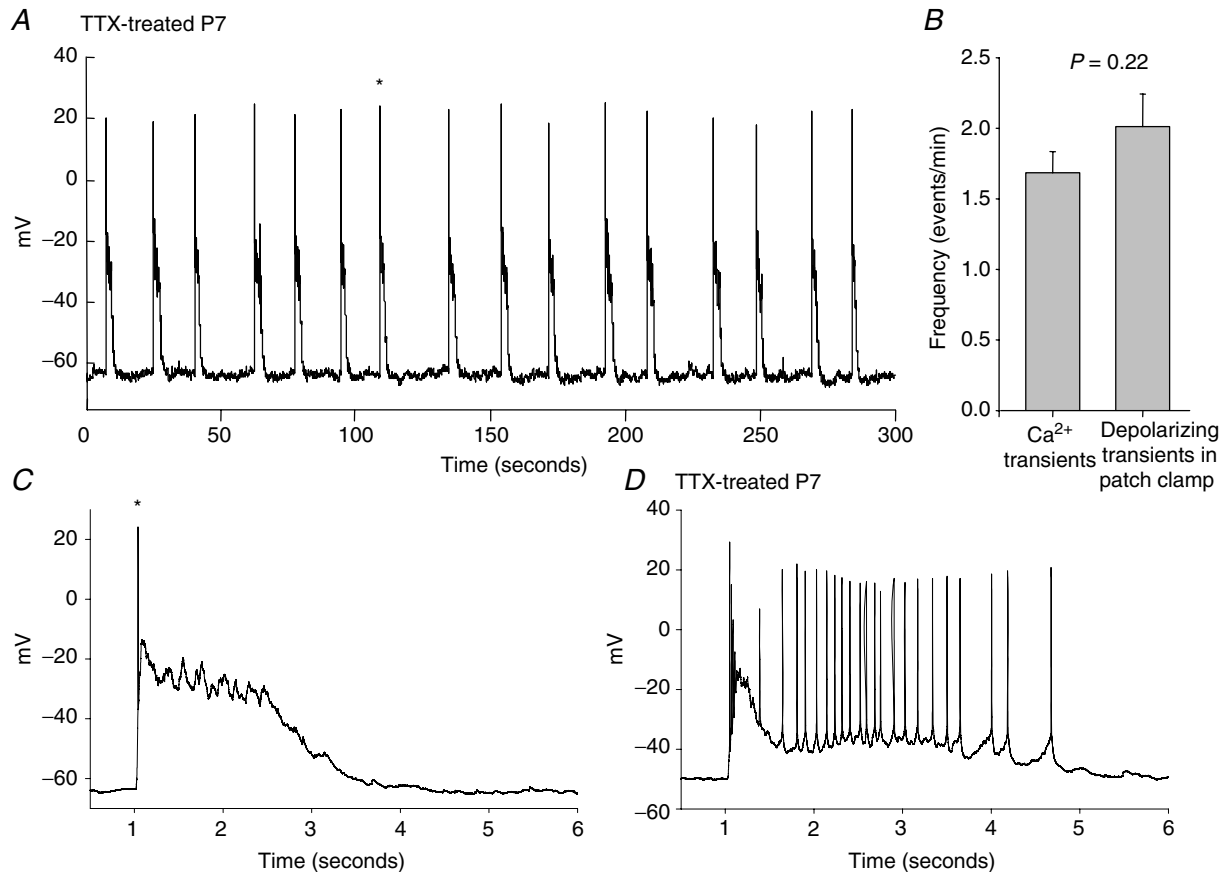 A
TTX-treated P7
40
20
0
–20
–40
–60
mV
*
0 50 100 150 200 250 300
Time (seconds)
B
P = 0.22
2.5
2.0
1.5
1.0
0.5
0.0
Frequency (events/min)
Ca2+
transients
Depolarizing
transients in
patch clamp
C
*
20
0
–20
–40
–60
mV
1 2 3 4 5 6
Time (seconds)
D
TTX-treated P7
40
20
0
–20
–40
–60
mV
1 2 3 4 5 6
Time (seconds)